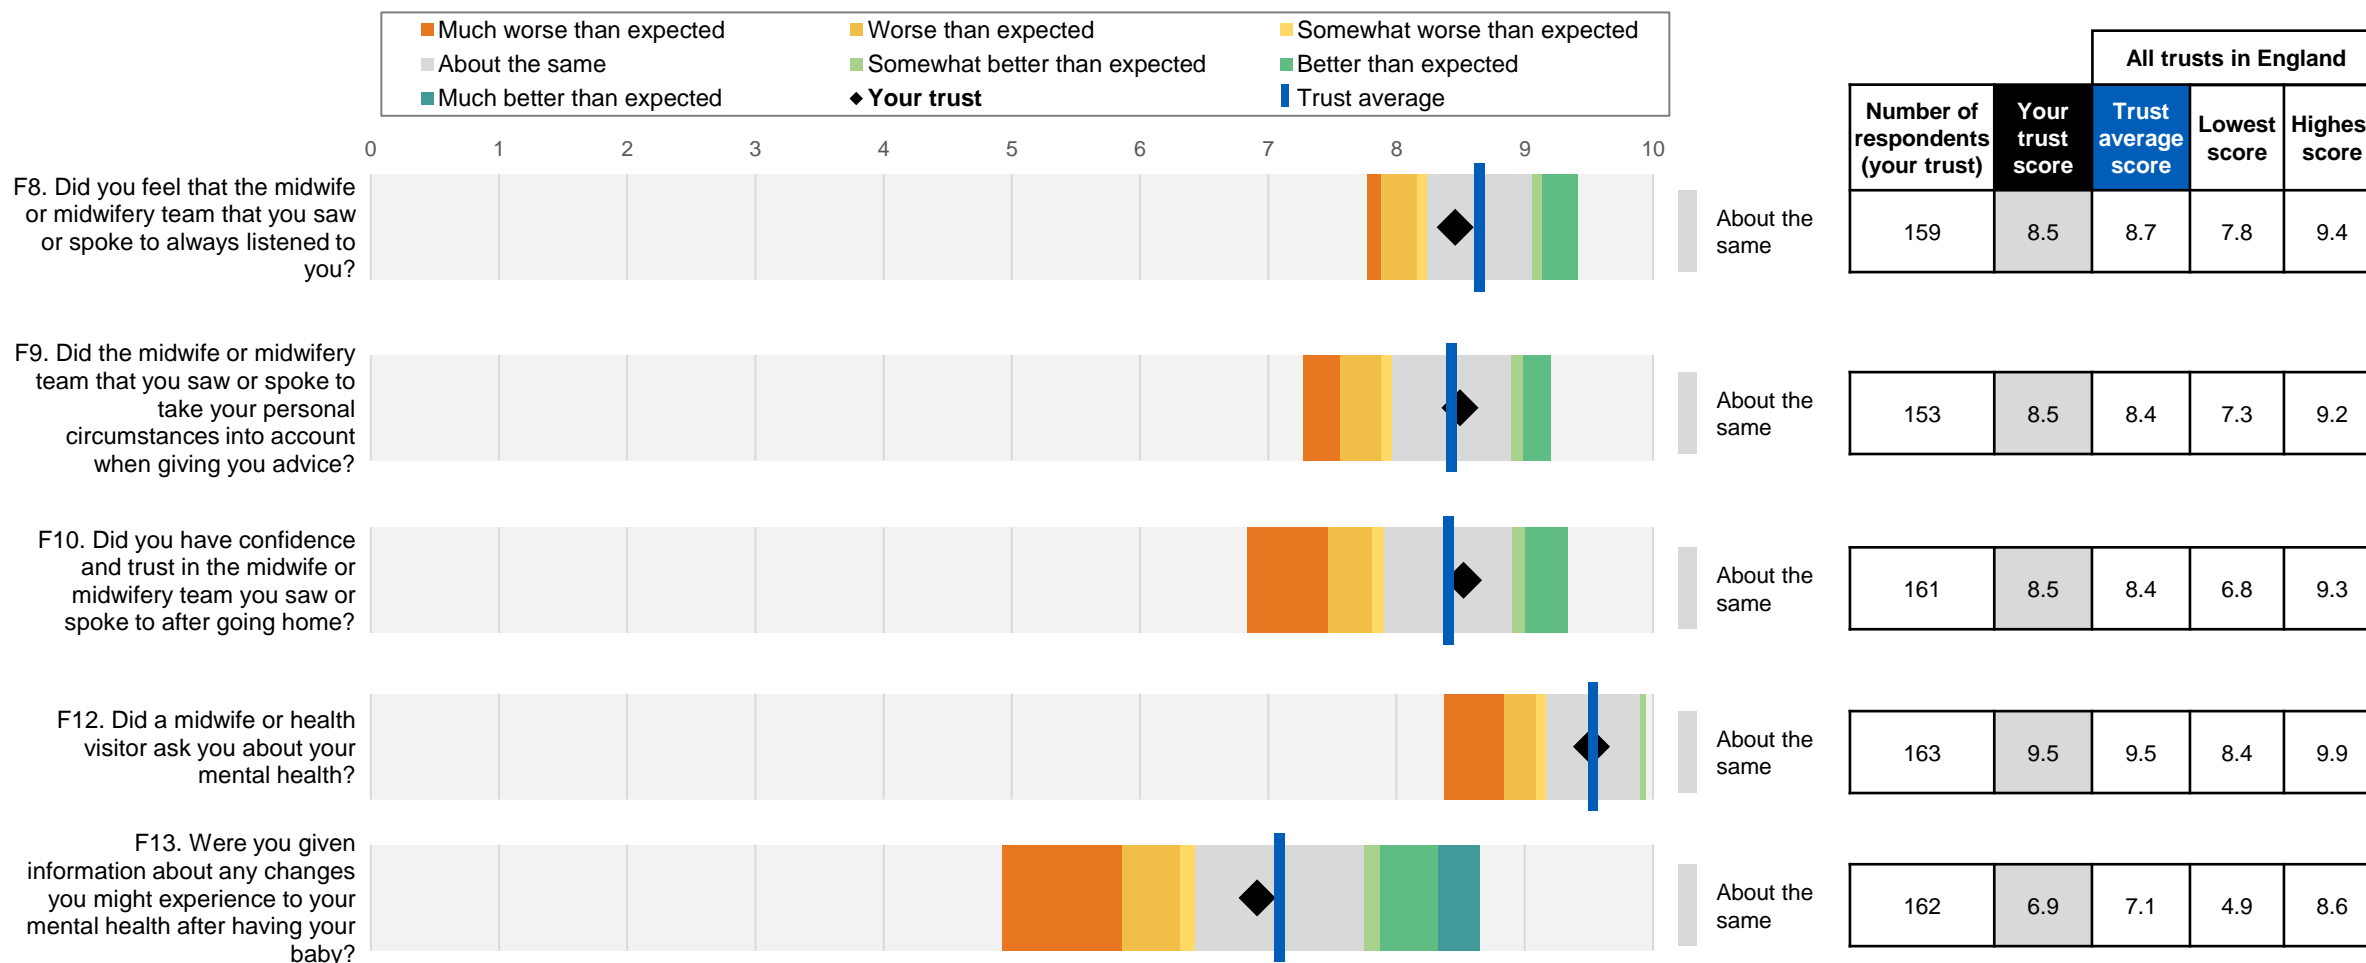 Much worse than expected
Worse than expected
Somewhat worse than expected
About the same
Somewhat better than expected
Better than expected
Much better than expected
Your trust
Trust average
All trusts in England
Number of
respondents
(your trust)
Your
trust
score
Trust
average
score
Lowest
score
Highes
score
0 1 2 3 4 5 6 7 8 9 10
F8. Did you feel that the midwife
or midwifery team that you saw
or spoke to always listened to
you?
About the
same
159 8.5 8.7 7.8 9.4
F9. Did the midwife or midwifery
team that you saw or spoke to
take your personal
circumstances into account
when giving you advice?
About the
same
153 8.5 8.4 7.3 9.2
F10. Did you have confidence
and trust in the midwife or
midwifery team you saw or
spoke to after going home?
About the
same
161 8.5 8.4 6.8 9.3
F12. Did a midwife or health
visitor ask you about your
mental health?
About the
same
163 9.5 9.5 8.4 9.9
F13. Were you given
information about any changes
you might experience to your
mental health after having your
baby?
About the
same
162 6.9 7.1 4.9 8.6